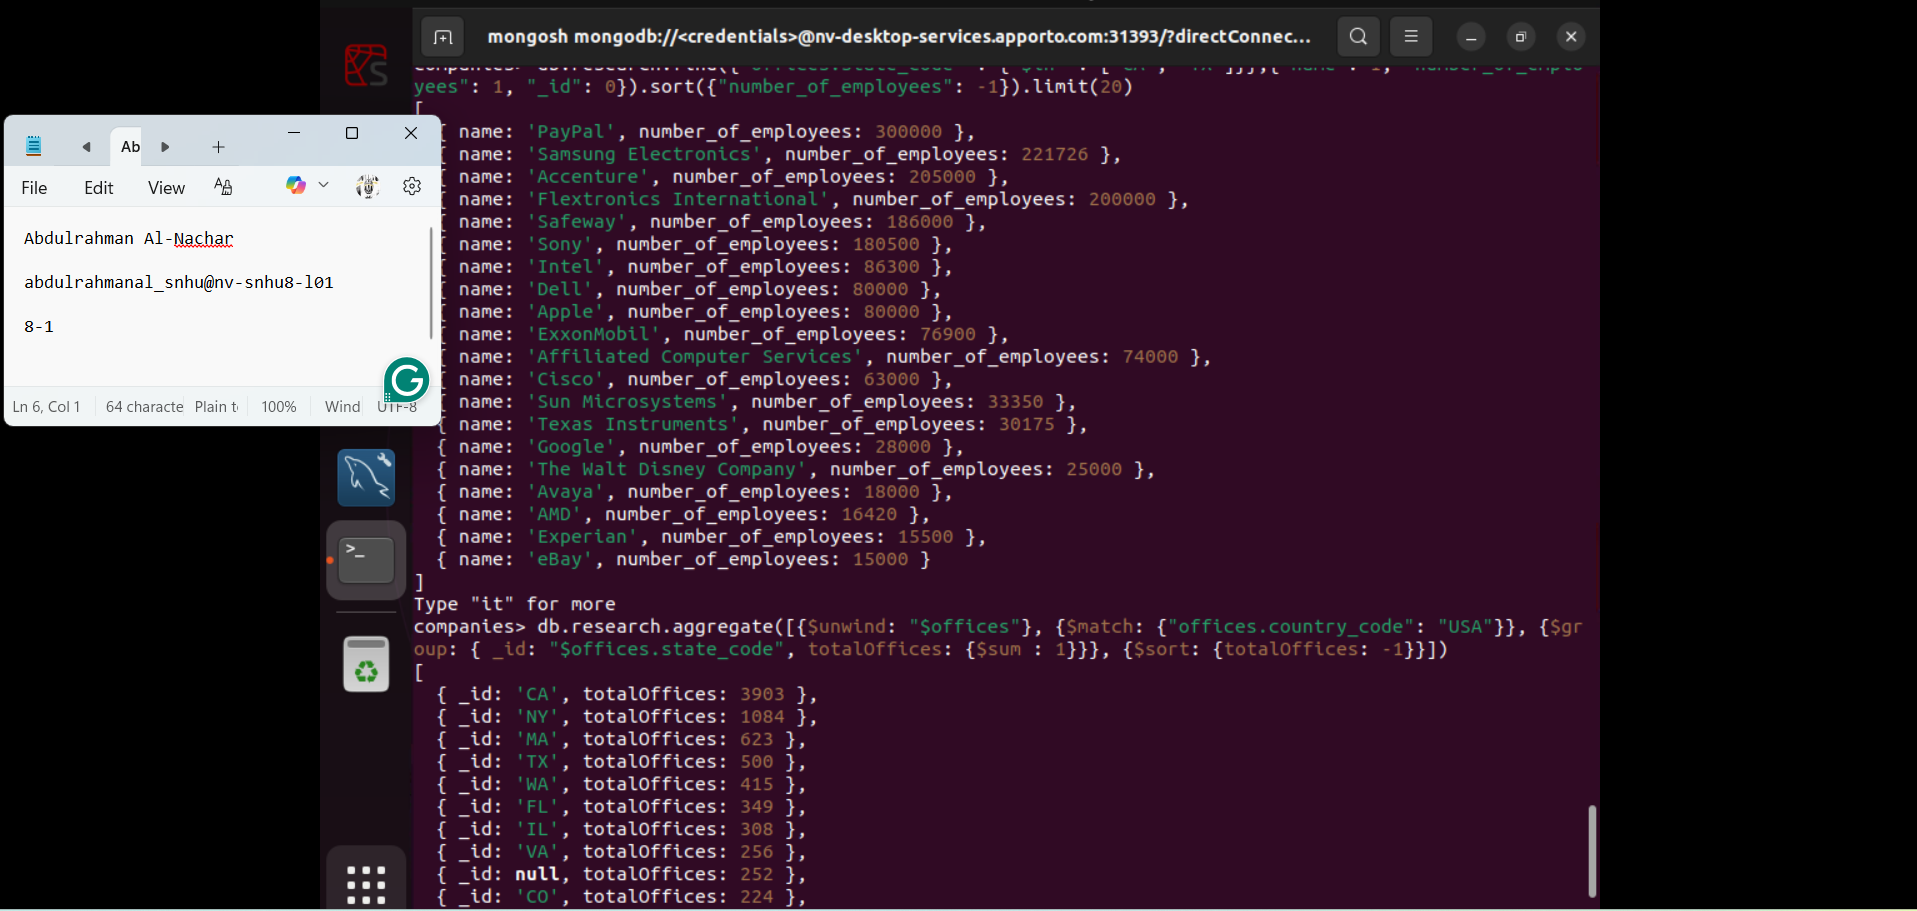 mongosh mongodb://<credentials>@nv-desktop-services.apporto.com:31393/?directConnec...
yees": 1, "_id": 0}).sort({"number_of_employees": -1}).limit(20)
[
{ name: 'PayPal', number_of_employees: 300000 },
{ name: 'Samsung Electronics', number_of_employees: 221726 },
{ name: 'Accenture', number_of_employees: 205000 },
{ name: 'Flextronics International', number_of_employees: 200000 },
{ name: 'Safeway', number_of_employees: 186000 },
{ name: 'Sony', number_of_employees: 180500 },
{ name: 'Intel', number_of_employees: 86300 },
{ name: 'Dell', number_of_employees: 80000 },
{ name: 'Apple', number_of_employees: 80000 },
{ name: 'ExxonMobil', number_of_employees: 76900 },
{ name: 'Affiliated Computer Services', number_of_employees: 74000 },
{ name: 'Cisco', number_of_employees: 63000 },
{ name: 'Sun Microsystems', number_of_employees: 33350 },
{ name: 'Texas Instruments', number_of_employees: 30175 },
{ name: 'Google', number_of_employees: 28000 },
{ name: 'The Walt Disney Company', number_of_employees: 25000 },
{ name: 'Avaya', number_of_employees: 18000 },
{ name: 'AMD', number_of_employees: 16420 },
{ name: 'Experian', number_of_employees: 15500 },
{ name: 'eBay', number_of_employees: 15000 }
]
Type "it" for more
companies> db.research.aggregate([{$unwind: "$offices"}, {$match: {"offices.country_code": "USA"}}, {$gr
oup: { _id: "$offices.state_code", totalOffices: {$sum : 1}}}, {$sort: {totalOffices: -1}}])
[
{ _id: 'CA', totalOffices: 3903 },
{ _id: 'NY', totalOffices: 1084 },
{ _id: 'MA', totalOffices: 623 },
{ _id: 'TX', totalOffices: 500 },
{ _id: 'WA', totalOffices: 415 },
{ _id: 'FL', totalOffices: 349 },
{ _id: 'IL', totalOffices: 308 },
{ _id: 'VA', totalOffices: 256 },
{ _id: null, totalOffices: 252 },
{ _id: 'CO', totalOffices: 224 },
Ab
File Edit View
Abdulrahman Al-Nachar
abdulrahmanal_snhu@nv-snhu8-l01
8-1
Ln 6, Col 1 64 characte Plain t 100% Wind UTF-8